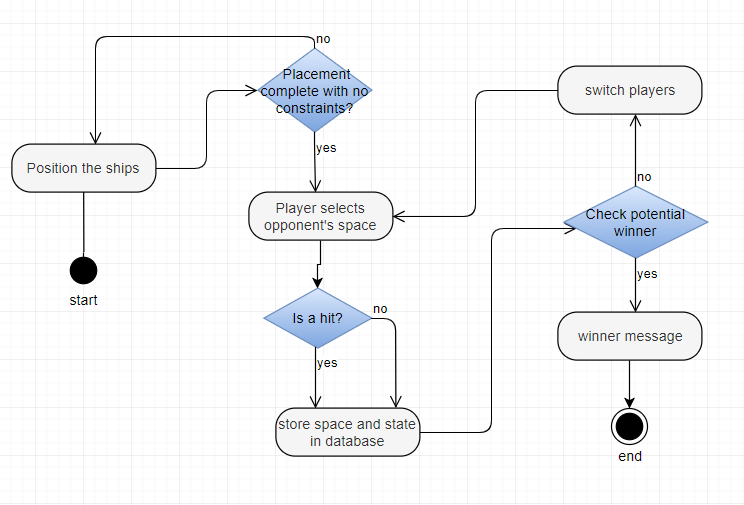 no
Placement
complete with no
constraints?
yes
Position the ships
start
Player selects
opponent's space
Is a hit?
no
yes
store space and state
in database
switch players
no
Check potential
winner
yes
winner message
end